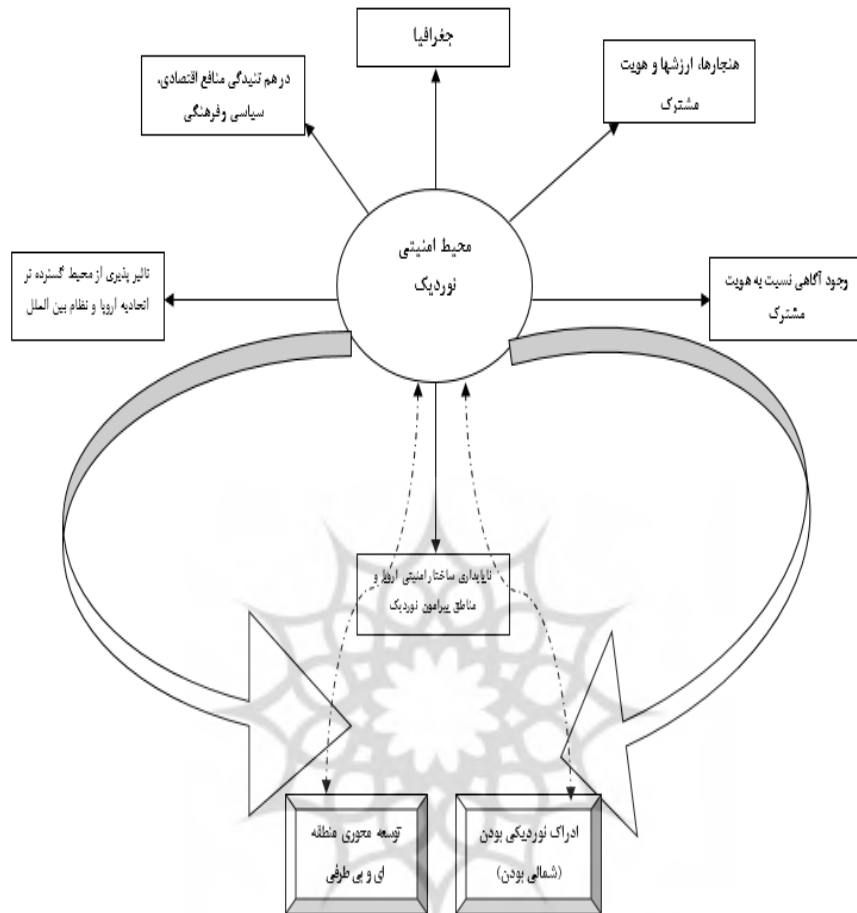 جغرافیا
هنجارها، ارزشها و هویت
مشترک
در هم تنیدگی منافع اقتصادی،
سیاسی وفرهنگی
محیط امنیتی
نوردیک
وجود آگاهی نسبت به هویت
مشترک
تاثیر پذیری از محیط گسترده تر
اتحادیه اروپا و نظام بین الملل
ناپایداری ساختار امنیتی اروپا و
مناطق پیرامون نوردیک
ادراک نوردیکی بودن
(شمالی بودن)
توسعه محوری منطقه
ای و بی طرفی